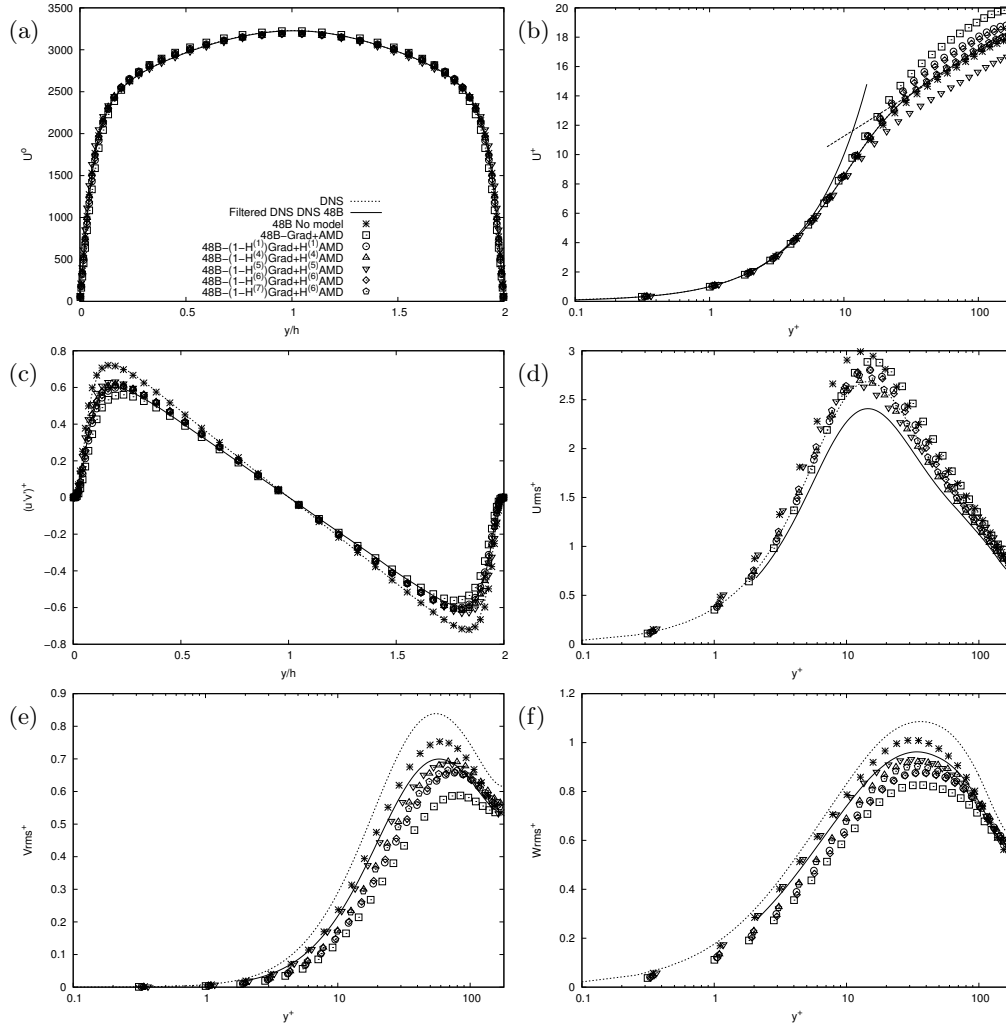 (a)
3500
3000
2500
2000
1500
1000
500
0
U⁰
0
0.5
1
1.5
2
y/h
DNS
Filtered DNS DNS 48B
48B No model
48B−Grad+AMD
48B−(1−H⁽¹⁾)Grad+H⁽¹⁾AMD
48B−(1−H⁽⁴⁾)Grad+H⁽⁴⁾AMD
48B−(1−H⁽⁵⁾)Grad+H⁽⁵⁾AMD
48B−(1−H⁽⁶⁾)Grad+H⁽⁶⁾AMD
48B−(1−H⁽⁷⁾)Grad+H⁽⁶⁾AMD
(b)
20
18
16
14
12
10
8
6
4
2
0
U⁺
0.1
1
10
100
y⁺
(c)
0.8
0.6
0.4
0.2
0
−0.2
−0.4
−0.6
−0.8
⟨u'v'⟩⁺
0
0.5
1
1.5
2
y/h
(d)
3
2.5
2
1.5
1
0.5
0
Urms⁺
0.1
1
10
100
y⁺
(e)
0.9
0.8
0.7
0.6
0.5
0.4
0.3
0.2
0.1
0
Vrms⁺
0.1
1
10
100
y⁺
(f)
1.2
1
0.8
0.6
0.4
0.2
0
Wrms⁺
0.1
1
10
100
y⁺